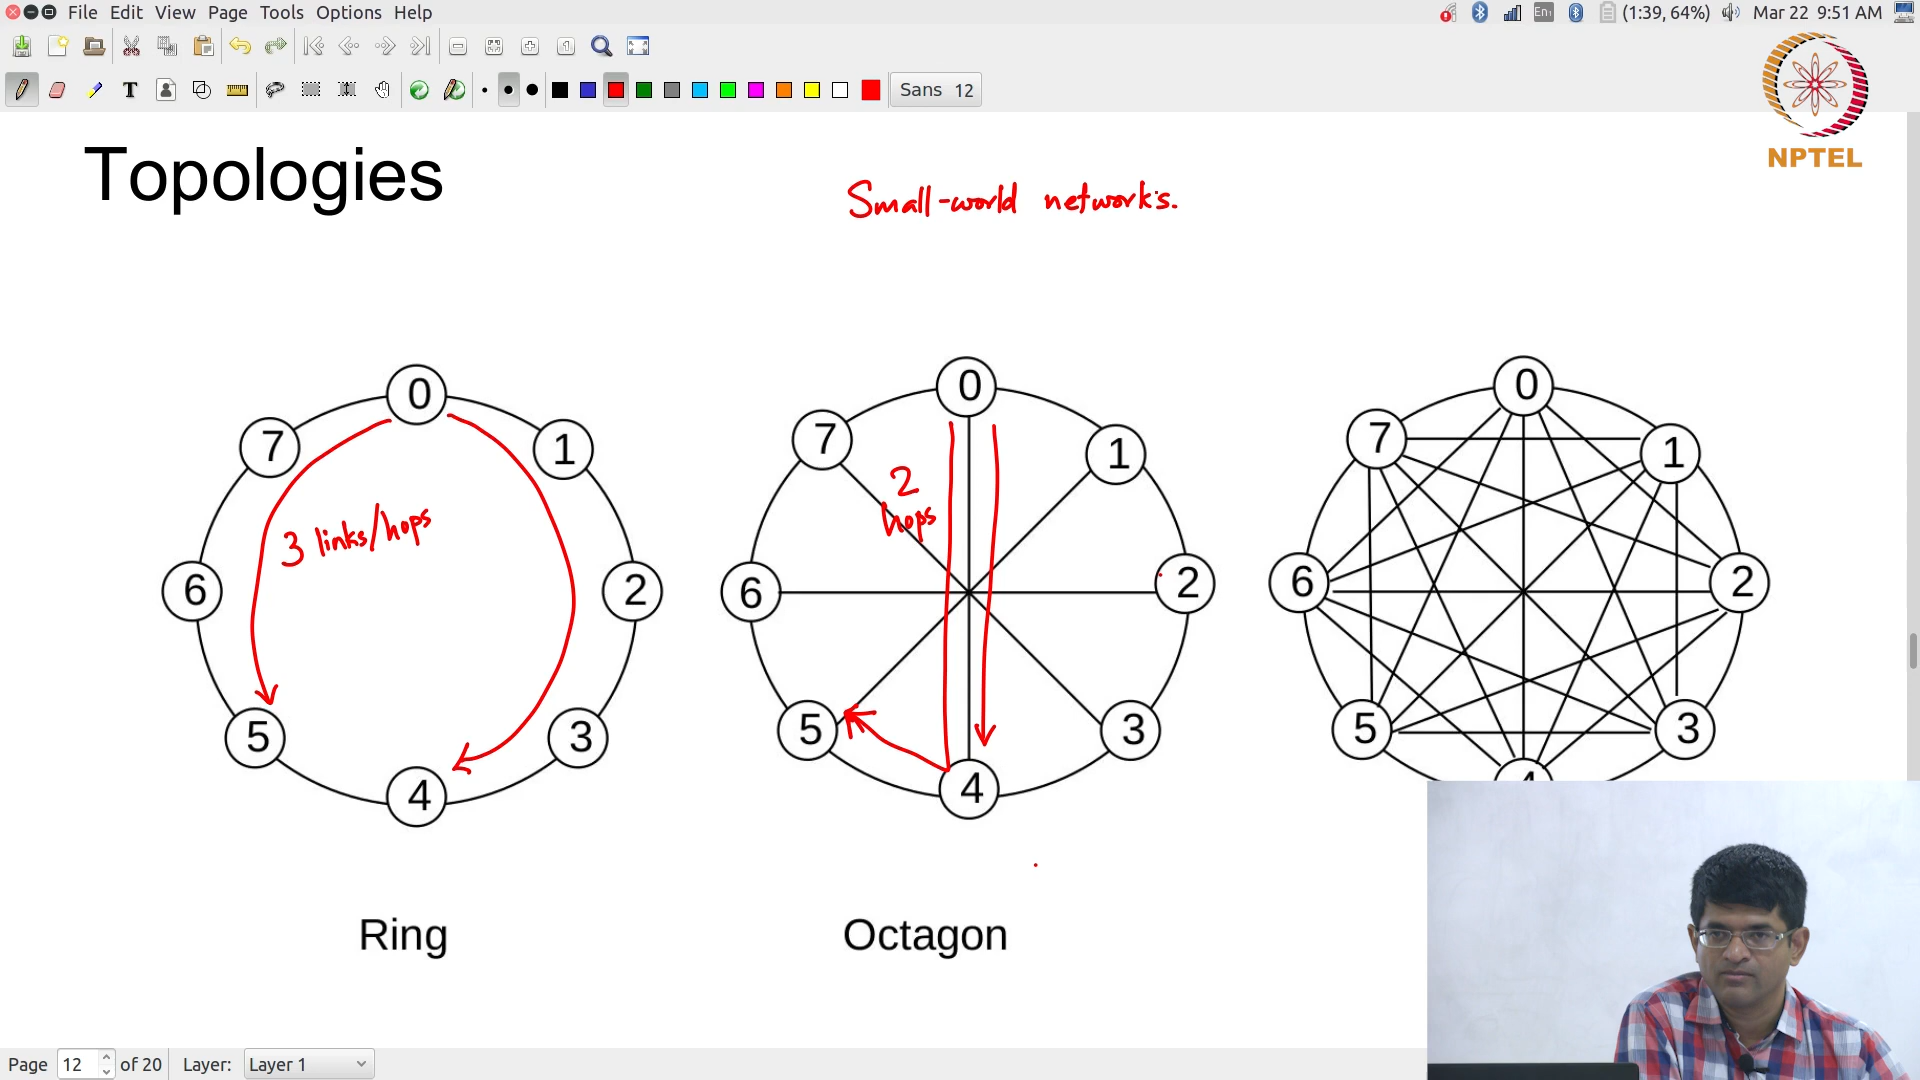 File Edit View Page Tools Options Help
En₁ (1:39, 64%) Mar 22 9:51 AM
T Sans 12
NPTEL
Topologies
Small-world networks.
0 7 1 6 2 5 3 4
3 links/hops
0 7 1 6 2 5 3 4
2
hops
0 7 1 6 2 5 3 4
Ring
Octagon
Page 12 of 20 Layer: Layer 1